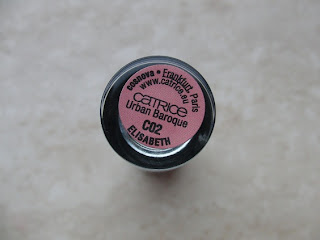 cosnova • Frankfurt, Paris
www.catrice.eu
CATRICE
Urban Baroque
C02
ELISABETH